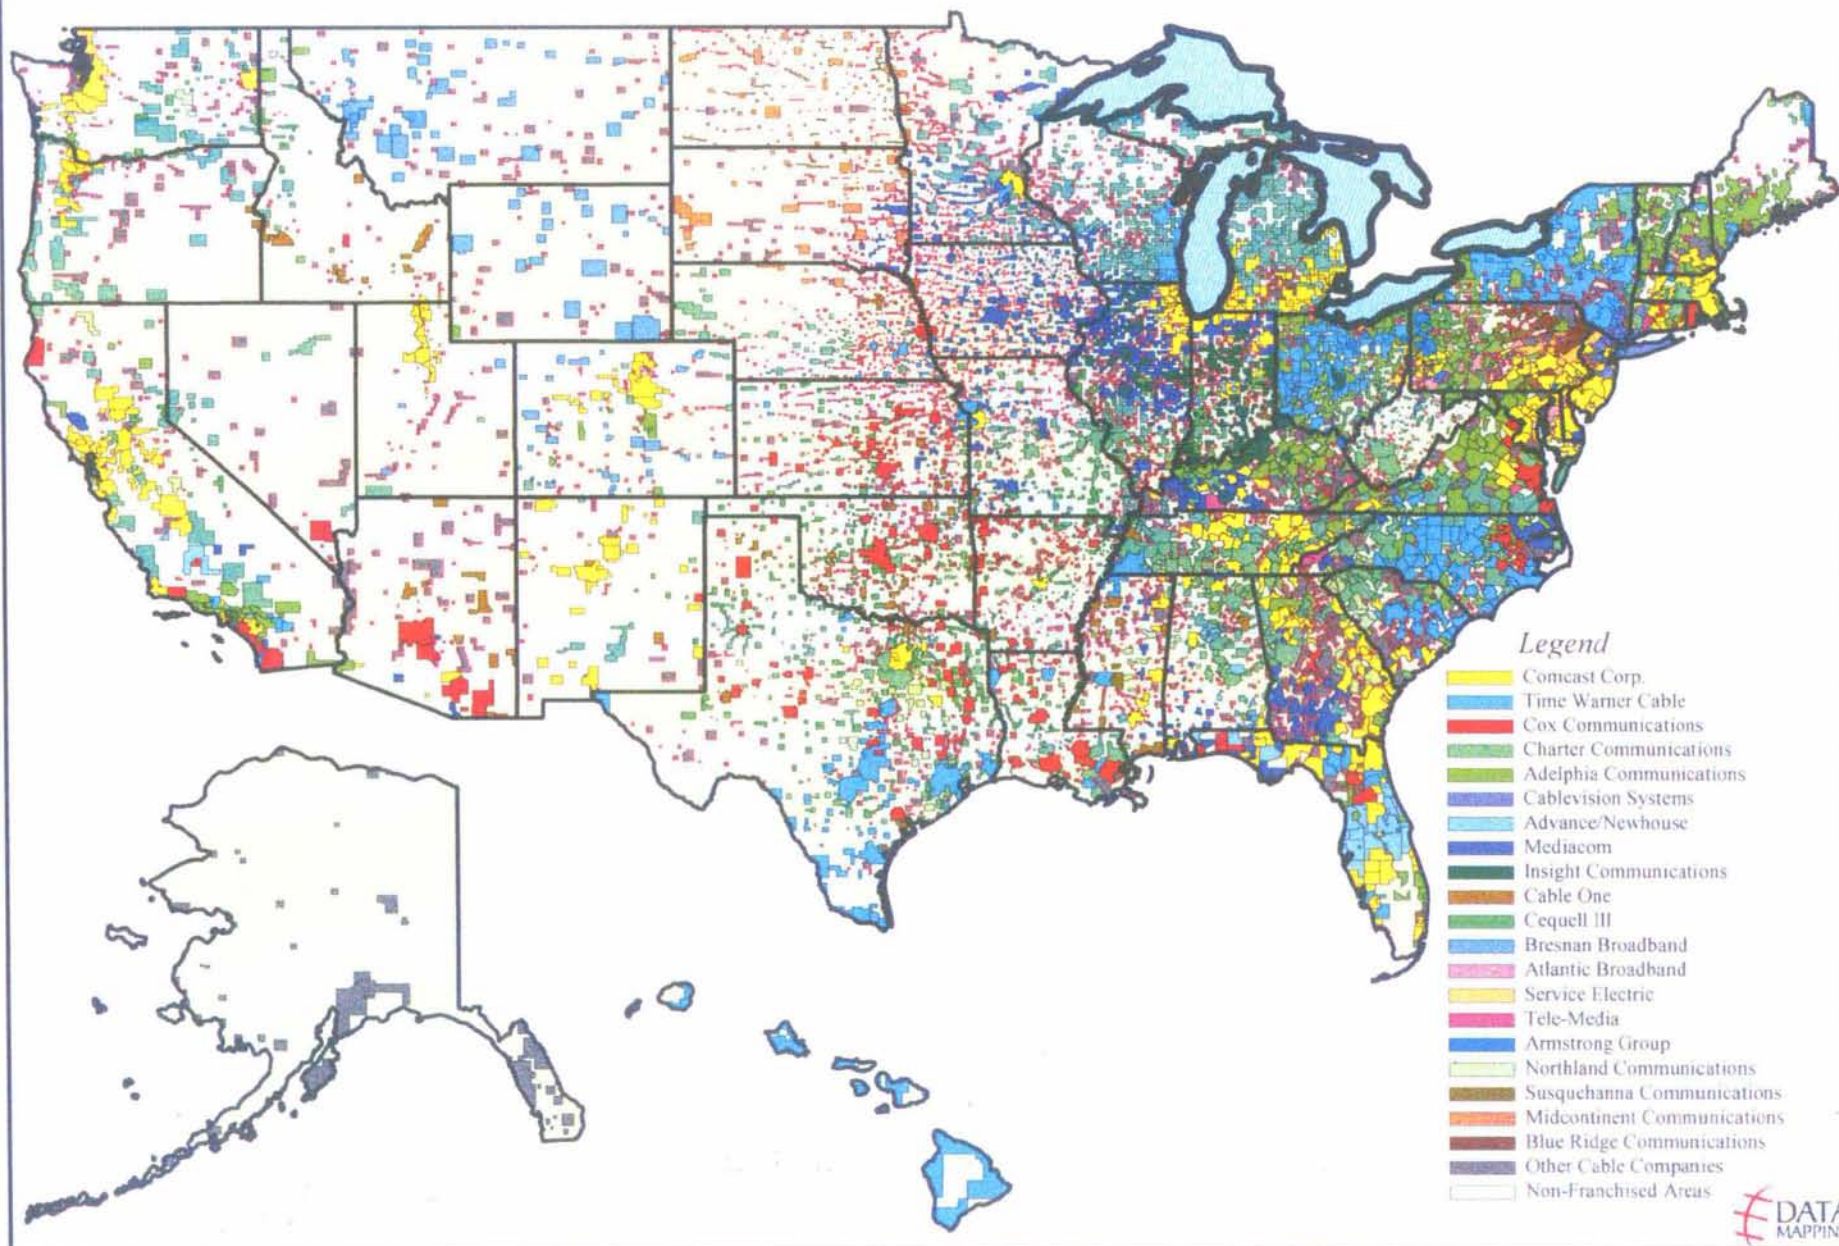 Legend
Comcast Corp.
Time Warner Cable
Cox Communications
Charter Communications
Adelphia Communications
Cablevision Systems
Advance/Newhouse
Mediacom
Insight Communications
Cable One
Cequell III
Bresnan Broadband
Atlantic Broadband
Service Electric
Tele-Media
Armstrong Group
Northland Communications
Susquehanna Communications
Midcontinent Communications
Blue Ridge Communications
Other Cable Companies
Non-Franchised Areas
DATA
MAPPIN